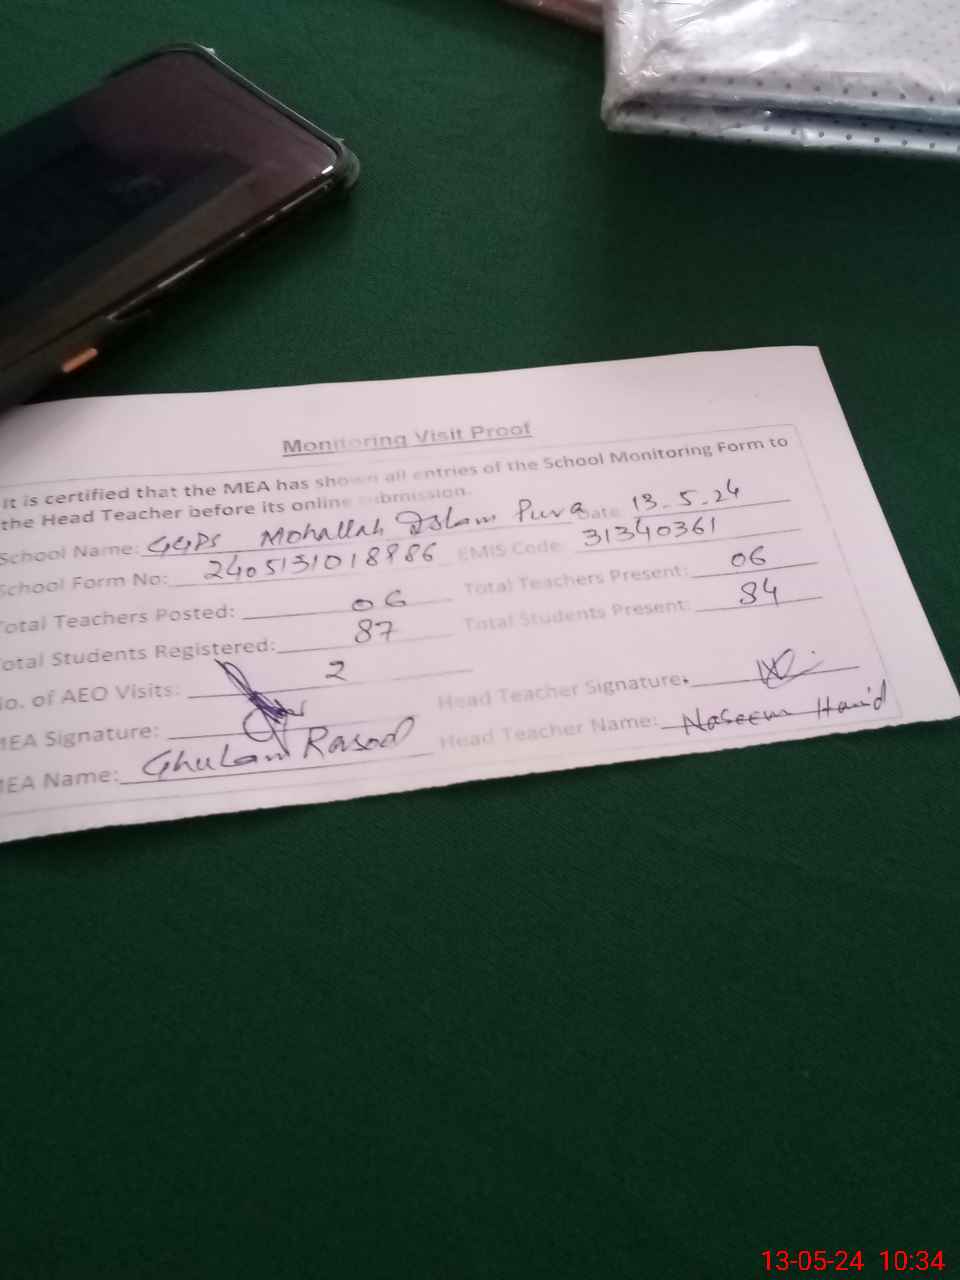 Monitoring Visit Proof
It is certified that the MEA has shown all entries of the School Monitoring Form to
the Head Teacher before its online submission.
School Name: GGPS Mohallah Islam Pura Date: 13-5-24
School Form No: 2405131018986 EMIS Code: 31340361
Total Teachers Posted: 06 Total Teachers Present: 06
Total Students Registered: 87 Total Students Present: 84
No. of AEO Visits: 2
MEA Signature: Head Teacher Signature:
MEA Name: Ghulam Rasool Head Teacher Name: Naseem Hamid
13-05-24 10:34